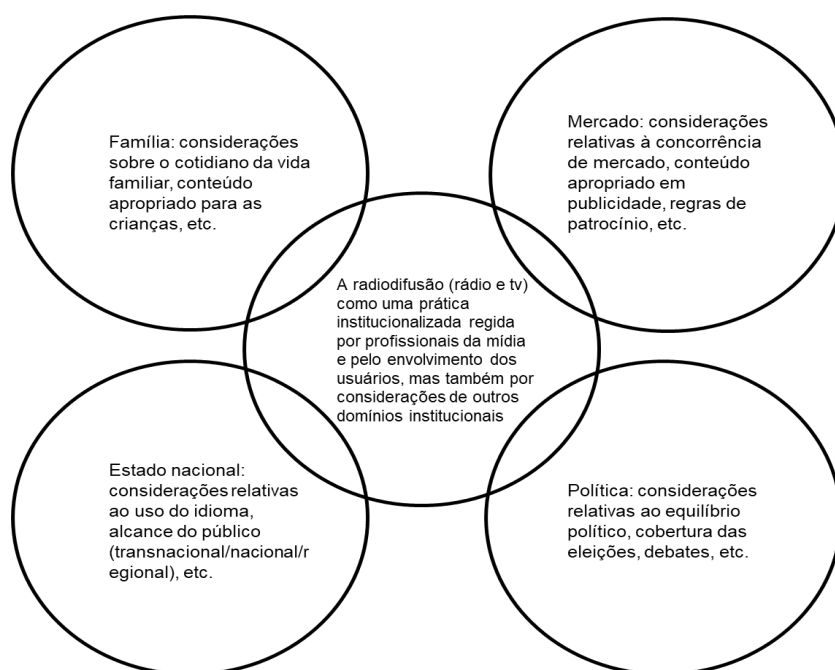 Família: considerações
sobre o cotidiano da vida
familiar, conteúdo
apropriado para as
crianças, etc.
Mercado: considerações
relativas à concorrência
de mercado, conteúdo
apropriado em
publicidade, regras de
patrocínio, etc.
A radiodifusão (rádio e tv)
como uma prática
institucionalizada regida
por profissionais da mídia
e pelo envolvimento dos
usuários, mas também por
considerações de outros
domínios institucionais
Estado nacional:
considerações relativas
ao uso do idioma,
alcance do público
(transnacional/nacional/r
egional), etc.
Política: considerações
relativas ao equilíbrio
político, cobertura das
eleições, debates, etc.